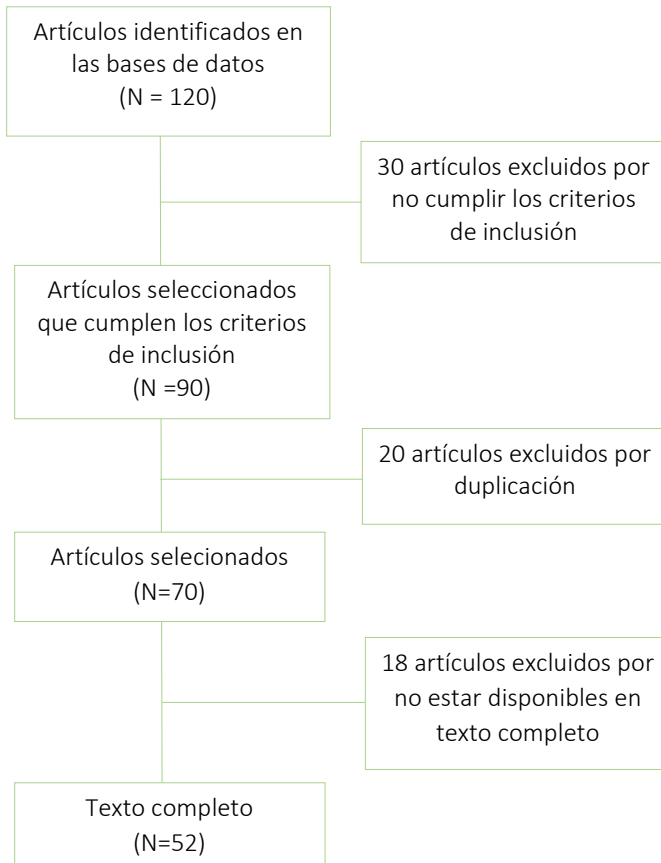 Artículos identificados en
las bases de datos
(N = 120)
30 artículos excluidos por
no cumplir los criterios
de inclusión
Artículos seleccionados
que cumplen los criterios
de inclusión
(N =90)
20 artículos excluidos por
duplicación
Artículos selecionados
(N=70)
18 artículos excluidos por
no estar disponibles en
texto completo
Texto completo
(N=52)